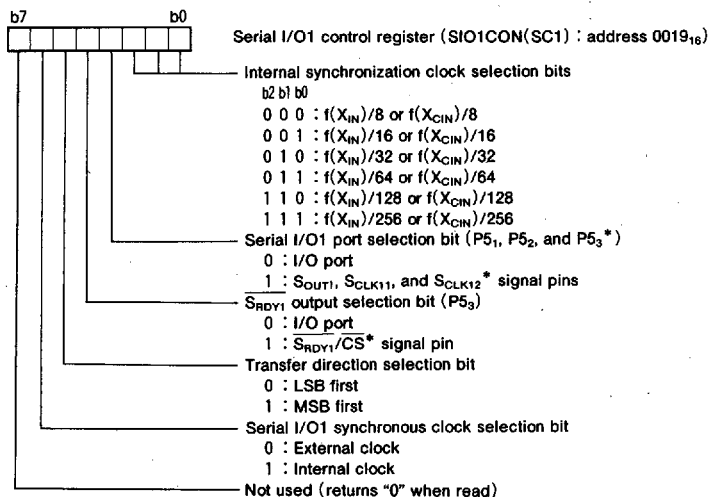 b7 b0
Serial I/O1 control register (SIO1CON(SC1) : address 0019₁₆)
Internal synchronization clock selection bits
b2 b1 b0
0 0 0 : f(X_IN)/8 or f(X_CIN)/8
0 0 1 : f(X_IN)/16 or f(X_CIN)/16
0 1 0 : f(X_IN)/32 or f(X_CIN)/32
0 1 1 : f(X_IN)/64 or f(X_CIN)/64
1 1 0 : f(X_IN)/128 or f(X_CIN)/128
1 1 1 : f(X_IN)/256 or f(X_CIN)/256
Serial I/O1 port selection bit (P5₁, P5₂, and P5₃*)
0 : I/O port
1 : S_OUT1, S_CLK11, and S_CLK12* signal pins
S_RDY1 output selection bit (P5₃)
0 : I/O port
1 : S_RDY1/CS* signal pin
Transfer direction selection bit
0 : LSB first
1 : MSB first
Serial I/O1 synchronous clock selection bit
0 : External clock
1 : Internal clock
Not used (returns "0" when read)